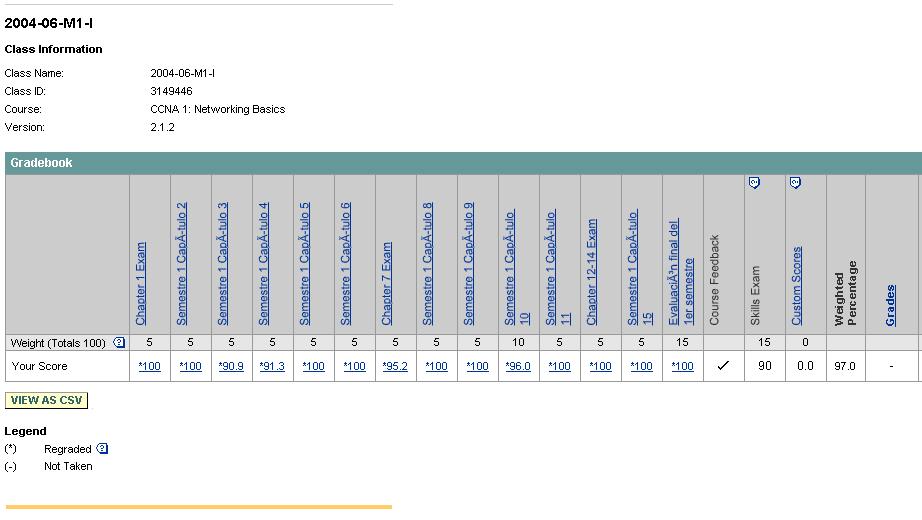 2004-06-M1-I
Class Information
Class Name: 2004-06-M1-I
Class ID: 3149446
Course: CCNA 1: Networking Basics
Version: 2.1.2
Gradebook
Chapter 1 Exam
Semestre 1 CapÃ-tulo 2
Semestre 1 CapÃ-tulo 3
Semestre 1 CapÃ-tulo 4
Semestre 1 CapÃ-tulo 5
Semestre 1 CapÃ-tulo 6
Chapter 7 Exam
Semestre 1 CapÃ-tulo 8
Semestre 1 CapÃ-tulo 9
Semestre 1 CapÃ-tulo
10
Semestre 1 CapÃ-tulo
11
Chapter 12-14 Exam
Semestre 1 CapÃ-tulo
15
EvaluaciÃ³n final del
1er semestre
Course Feedback
Skills Exam
Custom Scores
Weighted
Percentage
Grades
Weight (Totals 100) 5 5 5 5 5 5 5 5 5 10 5 5 5 15 15 0
Your Score *100 *100 *90.9 *91.3 *100 *100 *95.2 *100 *100 *96.0 *100 *100 *100 *100 ✓ 90 0.0 97.0 -
VIEW AS CSV
Legend
(*) Regraded
(-) Not Taken